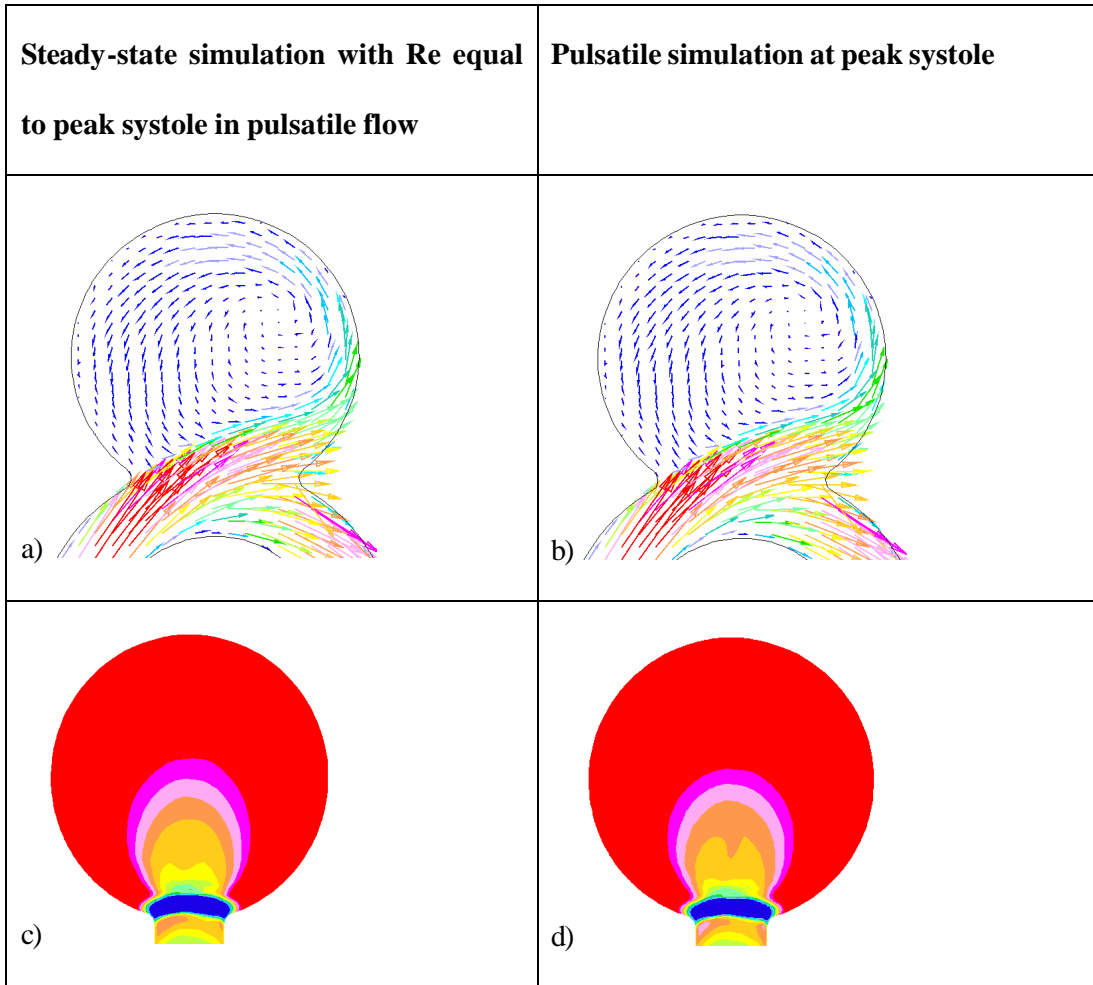 Steady-state simulation with Re equal
to peak systole in pulsatile flow
Pulsatile simulation at peak systole
a)
b)
c)
d)